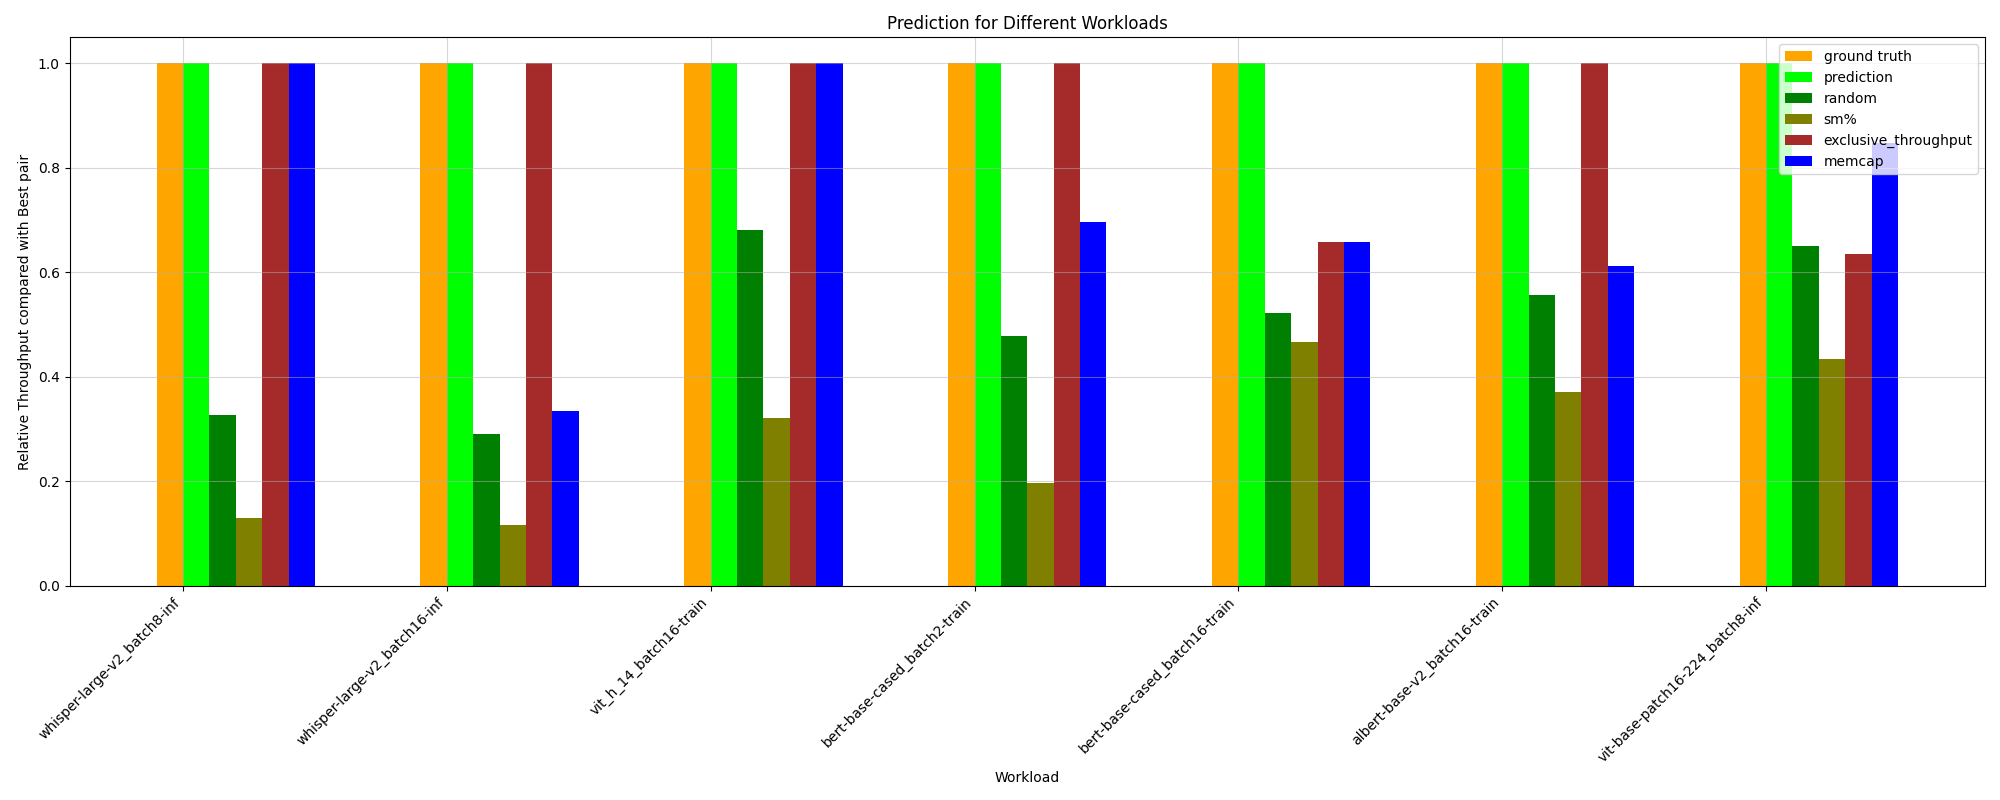 Prediction for Different Workloads
Relative Throughput compared with Best pair
1.0
0.8
0.6
0.4
0.2
0.0
ground truth
prediction
random
sm%
exclusive_throughput
memcap
whisper-large-v2_batch8-inf
whisper-large-v2_batch16-inf
vit_h_14_batch16-train
bert-base-cased_batch2-train
bert-base-cased_batch16-train
albert-base-v2_batch16-train
vit-base-patch16-224_batch8-inf
Workload